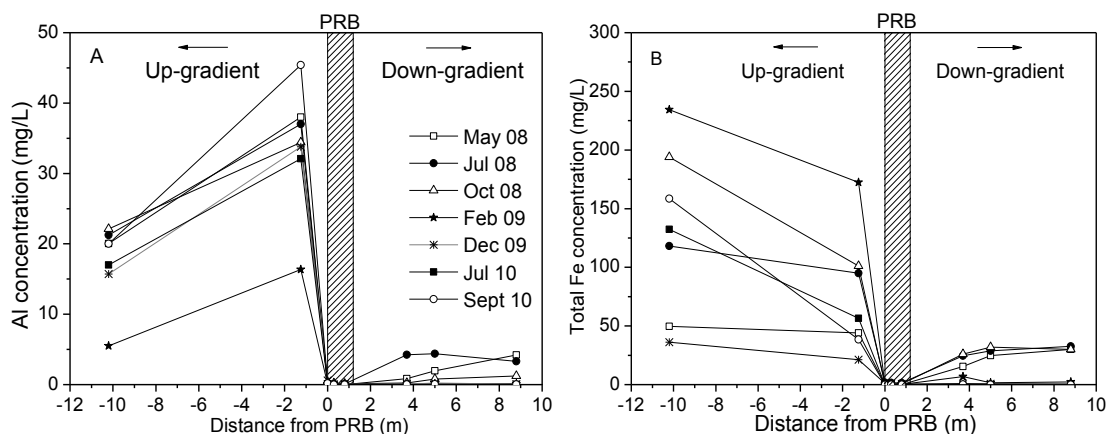 PRB
A
Up-gradient
Down-gradient
Al concentration (mg/L)
50
40
30
20
10
0
May 08
Jul 08
Oct 08
Feb 09
Dec 09
Jul 10
Sept 10
-12 -10 -8 -6 -4 -2 0 2 4 6 8 10
Distance from PRB (m)
PRB
B
Up-gradient
Down-gradient
Total Fe concentration (mg/L)
300
250
200
150
100
50
0
-12 -10 -8 -6 -4 -2 0 2 4 6 8 10
Distance from PRB (m)